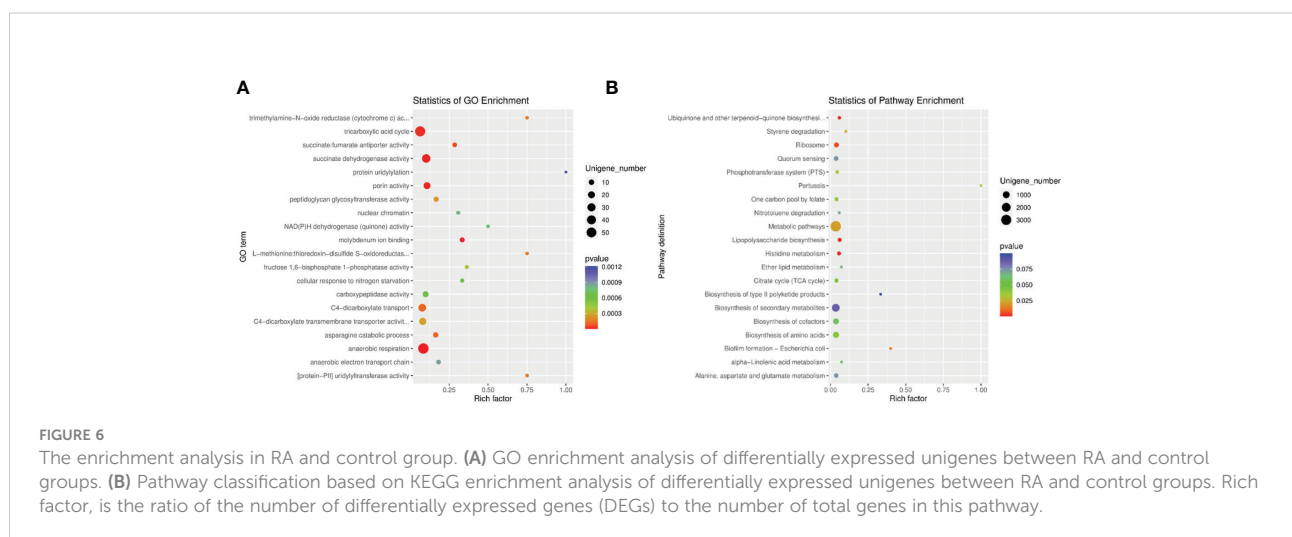 A
Statistics of GO Enrichment
GO term
trimethylamine-N-oxide reductase (cytochrome c) ac...
tricarboxylic acid cycle
succinate:fumarate antiporter activity
succinate dehydrogenase activity
protein uridylylation
porin activity
peptidoglycan glycosyltransferase activity
nuclear chromatin
NAD(P)H dehydrogenase (quinone) activity
molybdenum ion binding
L-methionine:thioredoxin-disulfide S-oxidoreductas...
fructose 1,6-bisphosphate 1-phosphatase activity
cellular response to nitrogen starvation
carboxypeptidase activity
C4-dicarboxylate transport
C4-dicarboxylate transmembrane transporter activit...
asparagine catabolic process
anaerobic respiration
anaerobic electron transport chain
[protein-PII] uridylyltransferase activity
0.25 0.50 0.75 1.00
Rich factor
Unigene_number
10
20
30
40
50
pvalue
0.0012
0.0009
0.0006
0.0003
B
Statistics of Pathway Enrichment
Pathway definition
Ubiquinone and other terpenoid-quinone biosynthesi...
Styrene degradation
Ribosome
Quorum sensing
Phosphotransferase system (PTS)
Pertussis
One carbon pool by folate
Nitrotoluene degradation
Metabolic pathways
Lipopolysaccharide biosynthesis
Histidine metabolism
Ether lipid metabolism
Citrate cycle (TCA cycle)
Biosynthesis of type II polyketide products
Biosynthesis of secondary metabolites
Biosynthesis of cofactors
Biosynthesis of amino acids
Biofilm formation - Escherichia coli
alpha-Linolenic acid metabolism
Alanine, aspartate and glutamate metabolism
0.00 0.25 0.50 0.75 1.00
Rich factor
Unigene_number
1000
2000
3000
pvalue
0.075
0.050
0.025
FIGURE 6
The enrichment analysis in RA and control group. (A) GO enrichment analysis of differentially expressed unigenes between RA and control
groups. (B) Pathway classification based on KEGG enrichment analysis of differentially expressed unigenes between RA and control groups. Rich
factor, is the ratio of the number of differentially expressed genes (DEGs) to the number of total genes in this pathway.